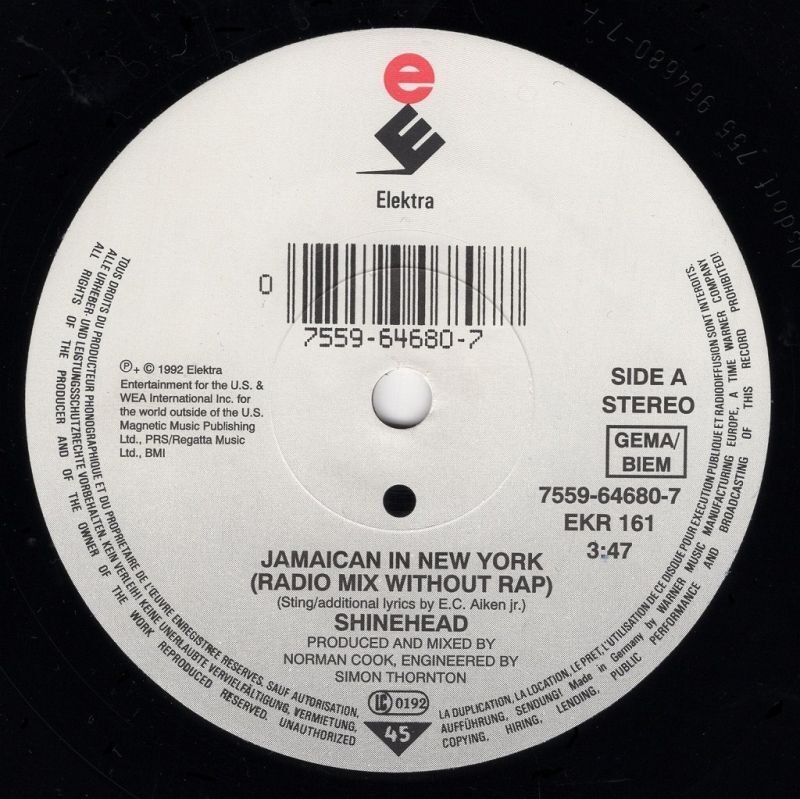 e
E
Elektra
0
7559-64680-7
℗+ © 1992 Elektra
Entertainment for the U.S. &
WEA International Inc. for
the world outside of the U.S.
Magnetic Music Publishing
Ltd., PRS/Regatta Music
Ltd., BMI
SIDE A
STEREO
GEMA/
BIEM
7559-64680-7
EKR 161
3:47
JAMAICAN IN NEW YORK
(RADIO MIX WITHOUT RAP)
(Sting/additional lyrics by E.C. Aiken jr.)
SHINEHEAD
PRODUCED AND MIXED BY
NORMAN COOK, ENGINEERED BY
SIMON THORNTON
LC 0192
45
TOUS DROITS DU PRODUCTEUR PHONOGRAPHIQUE ET DU PROPRIETAIRE DE L'ŒUVRE ENREGISTREE RESERVES. SAUF AUTORISATION,
LA DUPLICATION, LA LOCATION, LE PRET, L'UTILISATION DE CE DISQUE POUR EXECUTION PUBLIQUE ET RADIODIFFUSION SONT INTERDITS.
ALLE URHEBER- UND LEISTUNGSSCHUTZRECHTE VORBEHALTEN. KEIN VERLEIH! KEINE UNERLAUBTE VERVIELFÄLTIGUNG, VERMIETUNG,
AUFFÜHRUNG, SENDUNG! Made in Germany by WARNER MUSIC MANUFACTURING EUROPE, A TIME WARNER COMPANY
ALL RIGHTS OF THE PRODUCER AND OF THE OWNER OF THE WORK REPRODUCED RESERVED. UNAUTHORIZED
COPYING, HIRING, LENDING, PUBLIC PERFORMANCE AND BROADCASTING OF THIS RECORD PROHIBITED!
Alsdorf 755 964680-7-A